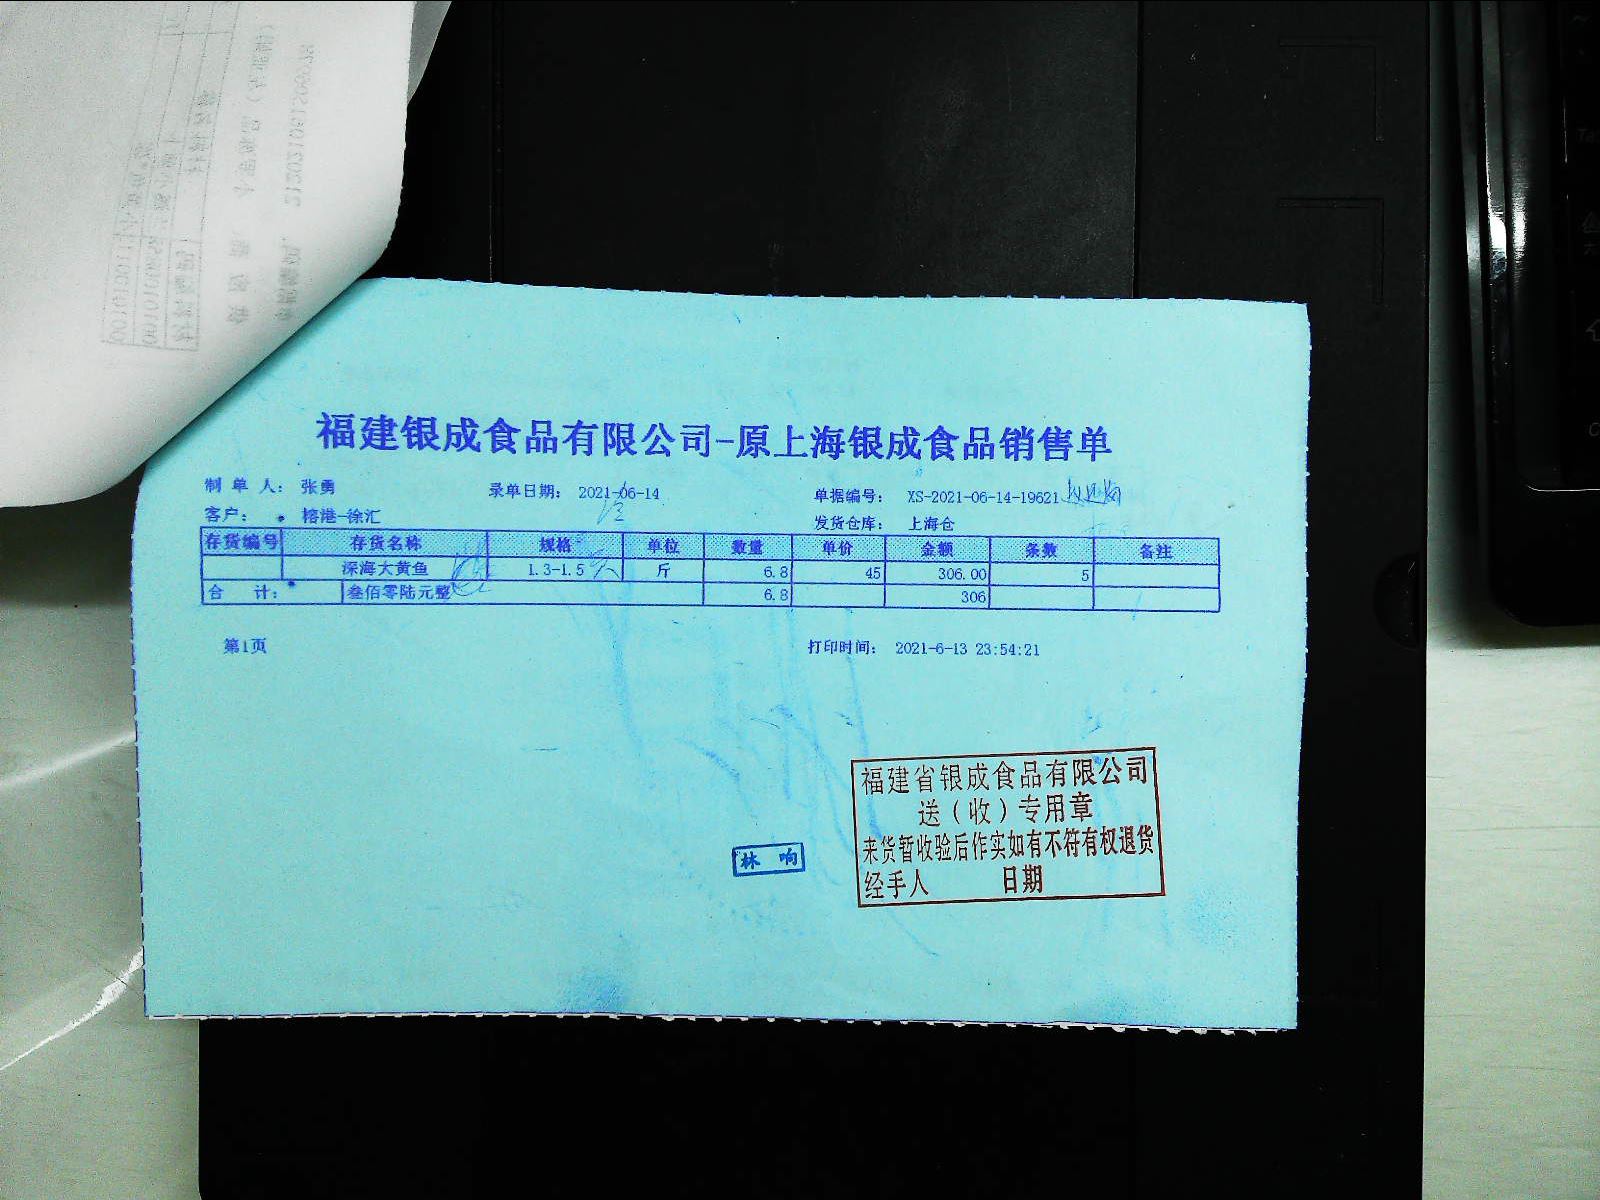 福建银成食品有限公司-原上海银成食品销售单
制 单 人： 张勇 录单日期： 2021-06-14 单据编号： XS-2021-06-14-19621
客户： 榕港-徐汇 发货仓库： 上海仓
存货编号 存货名称 规格 单位 数量 单价 金额 条数 备注
深海大黄鱼 1.3-1.5 斤 6.8 45 306.00 5
合 计： 叁佰零陆元整 6.8 306
第1页 打印时间： 2021-6-13 23:54:21
福建省银成食品有限公司
送（收）专用章
来货暂收验后作实如有不符有权退货
经手人 日期
林 响